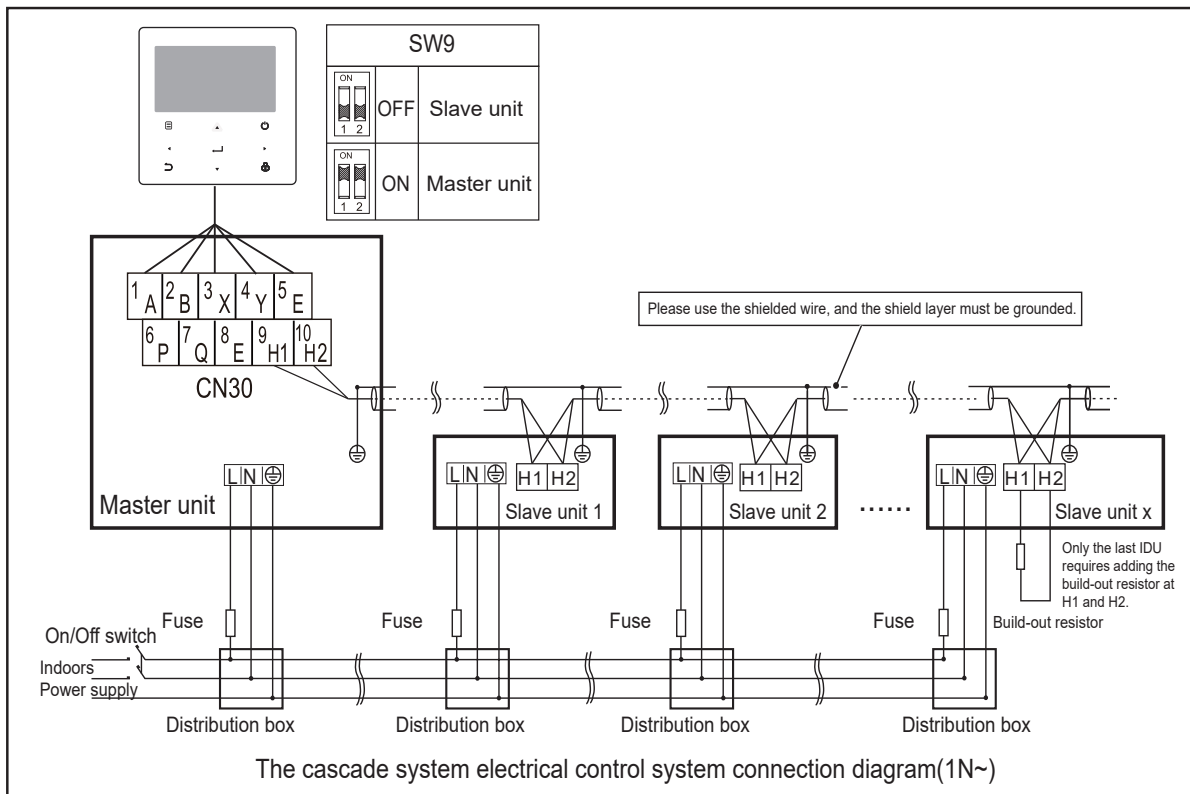 SW9
ON
1 2
OFF
Slave unit
ON
1 2
ON
Master unit
1 A 2 B 3 X 4 Y 5 E
6 P 7 Q 8 E 9 H1 10 H2
CN30
Please use the shielded wire, and the shield layer must be grounded.
L N
Master unit
L N
H1 H2
Slave unit 1
L N
H1 H2
Slave unit 2
......
L N
H1 H2
Slave unit x
Only the last IDU
requires adding the
build-out resistor at
H1 and H2.
Fuse
Fuse
Fuse
Fuse
Build-out resistor
On/Off switch
Indoors
Power supply
Distribution box
Distribution box
Distribution box
Distribution box
The cascade system electrical control system connection diagram(1N~)